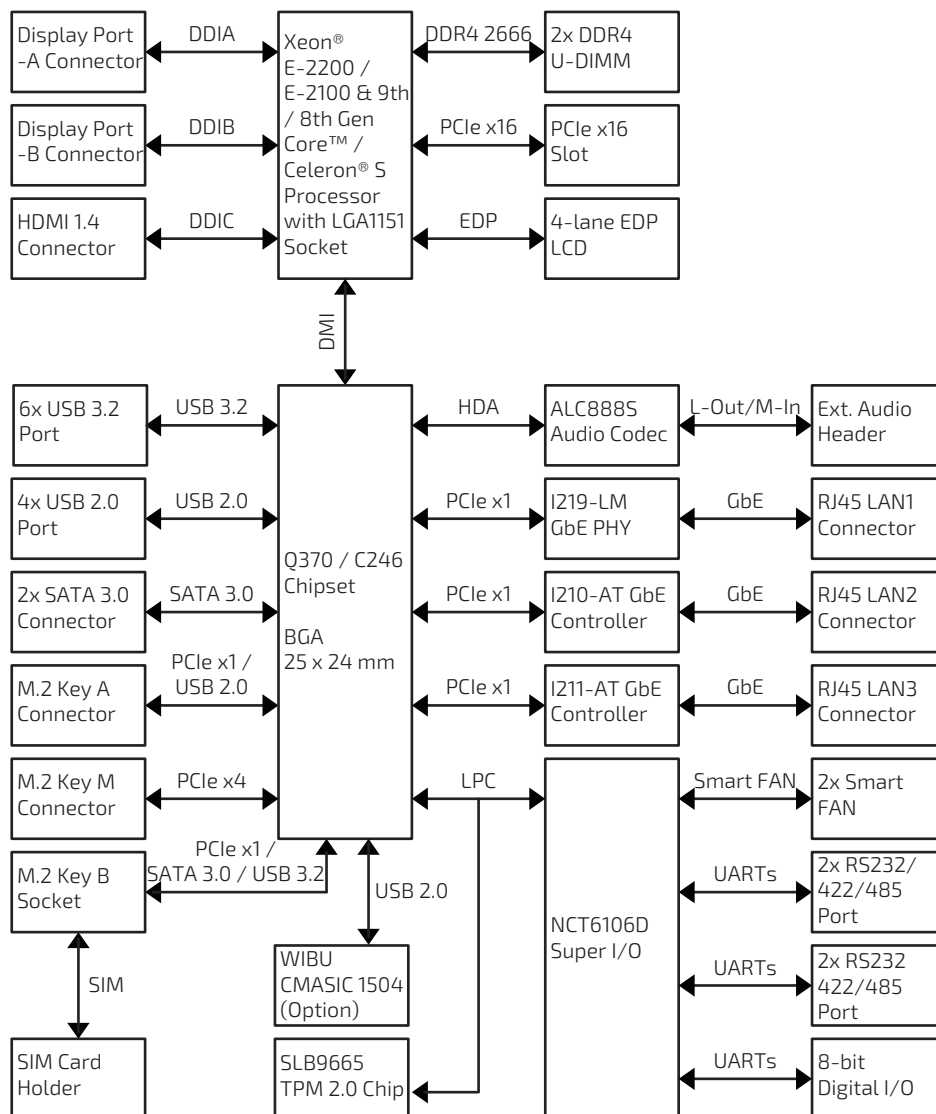 Display Port
-A Connector
DDIA
Xeon®
E-2200 /
E-2100 & 9th
/ 8th Gen
Core™ /
Celeron® S
Processor
with LGA1151
Socket
DDR4 2666
2x DDR4
U-DIMM
Display Port
-B Connector
DDIB
PCIe x16
PCIe x16
Slot
HDMI 1.4
Connector
DDIC
EDP
4-lane EDP
LCD
DMI
6x USB 3.2
Port
USB 3.2
Q370 / C246
Chipset
BGA
25 x 24 mm
HDA
ALC888S
Audio Codec
L-Out/M-In
Ext. Audio
Header
4x USB 2.0
Port
USB 2.0
PCIe x1
I219-LM
GbE PHY
GbE
RJ45 LAN1
Connector
2x SATA 3.0
Connector
SATA 3.0
PCIe x1
I210-AT GbE
Controller
GbE
RJ45 LAN2
Connector
M.2 Key A
Connector
PCIe x1 /
USB 2.0
PCIe x1
I211-AT GbE
Controller
GbE
RJ45 LAN3
Connector
M.2 Key M
Connector
PCIe x4
LPC
NCT6106D
Super I/O
Smart FAN
2x Smart
FAN
M.2 Key B
Socket
PCIe x1 /
SATA 3.0 / USB 3.2
USB 2.0
UARTs
2x RS232/
422/485
Port
SIM
WIBU
CMASIC 1504
(Option)
UARTs
2x RS232
422/485
Port
SIM Card
Holder
SLB9665
TPM 2.0 Chip
UARTs
8-bit
Digital I/O